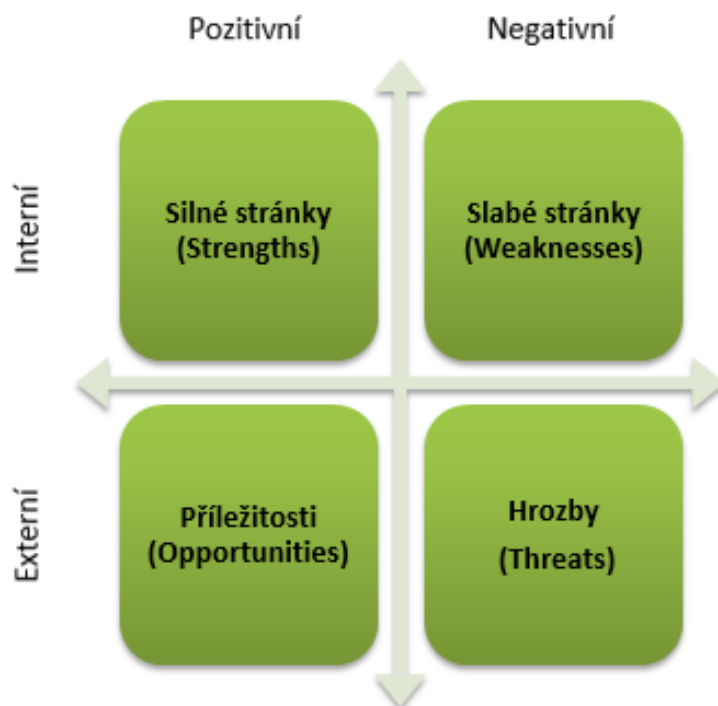 Pozitivní
Negativní
Interní
Silné stránky
(Strengths)
Slabé stránky
(Weaknesses)
Externí
Příležitosti
(Opportunities)
Hrozby
(Threats)